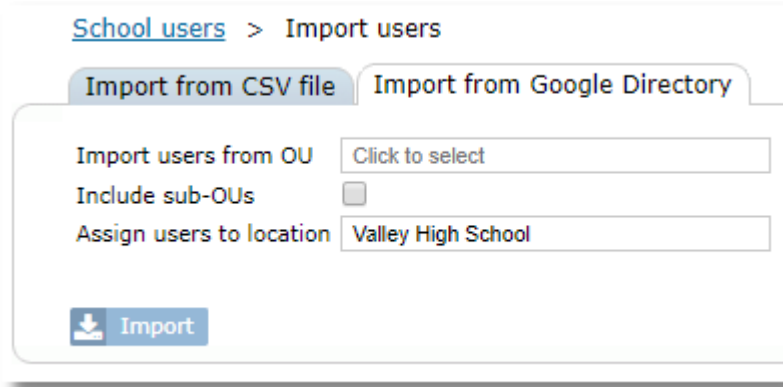 School users > Import users
Import from CSV file
Import from Google Directory
Import users from OU Click to select
Include sub-OUs
Assign users to location Valley High School
Import